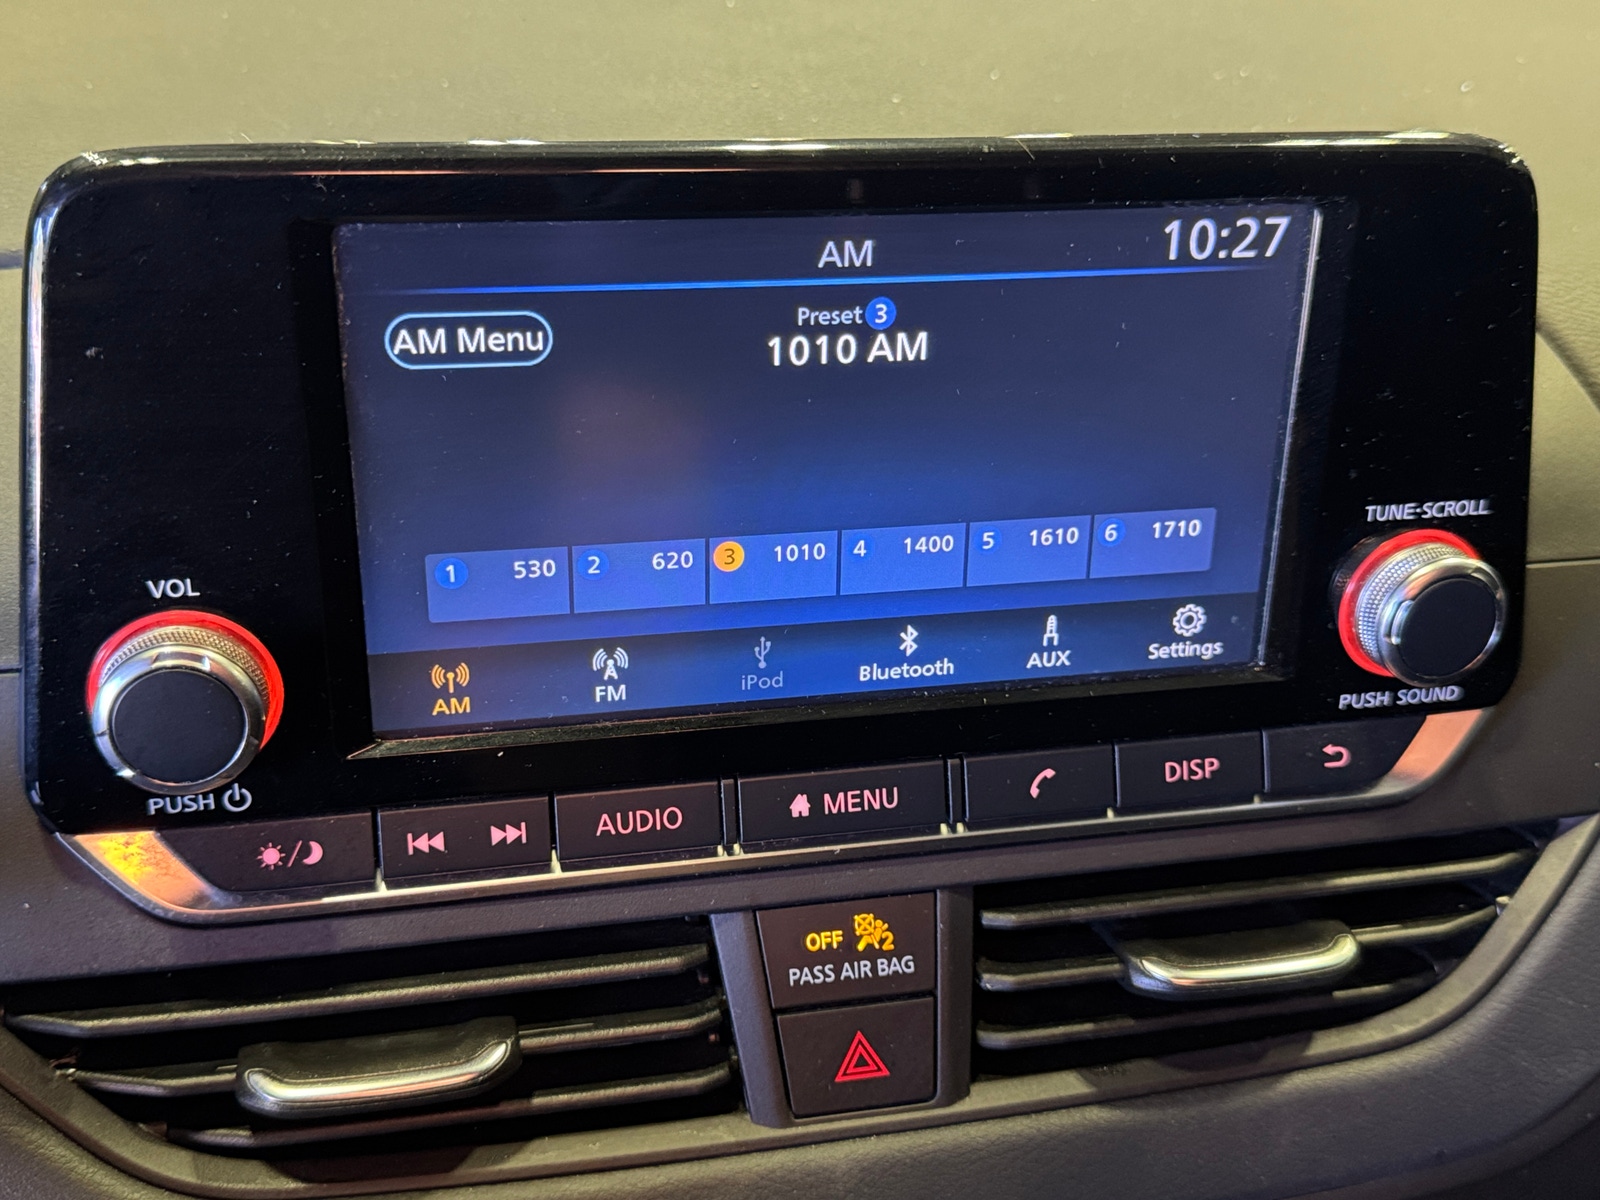 AM
10:27
AM Menu
Preset 3
1010 AM
1 530 2 620 3 1010 4 1400 5 1610 6 1710
AM FM iPod Bluetooth AUX Settings
VOL
PUSH
TUNE·SCROLL
PUSH SOUND
AUDIO
MENU
DISP
OFF 2
PASS AIR BAG